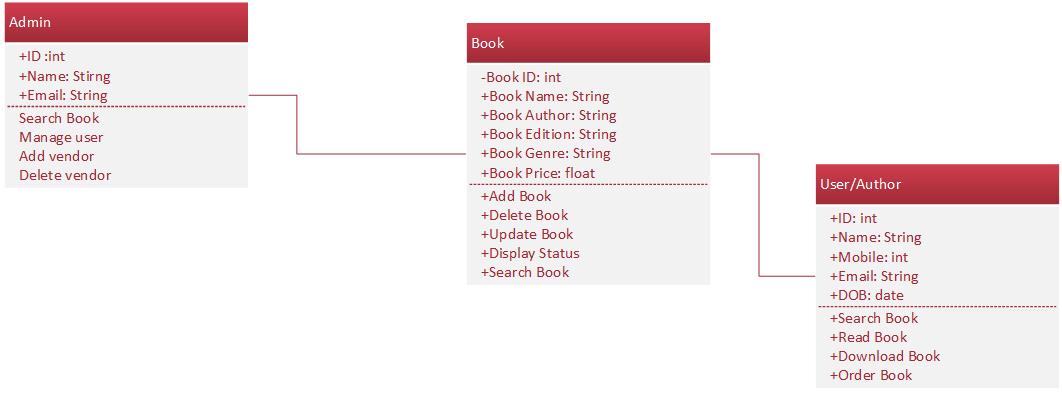 Admin
+ID :int
+Name: Stirng
+Email: String
Search Book
Manage user
Add vendor
Delete vendor
Book
-Book ID: int
+Book Name: String
+Book Author: String
+Book Edition: String
+Book Genre: String
+Book Price: float
+Add Book
+Delete Book
+Update Book
+Display Status
+Search Book
User/Author
+ID: int
+Name: String
+Mobile: int
+Email: String
+DOB: date
+Search Book
+Read Book
+Download Book
+Order Book